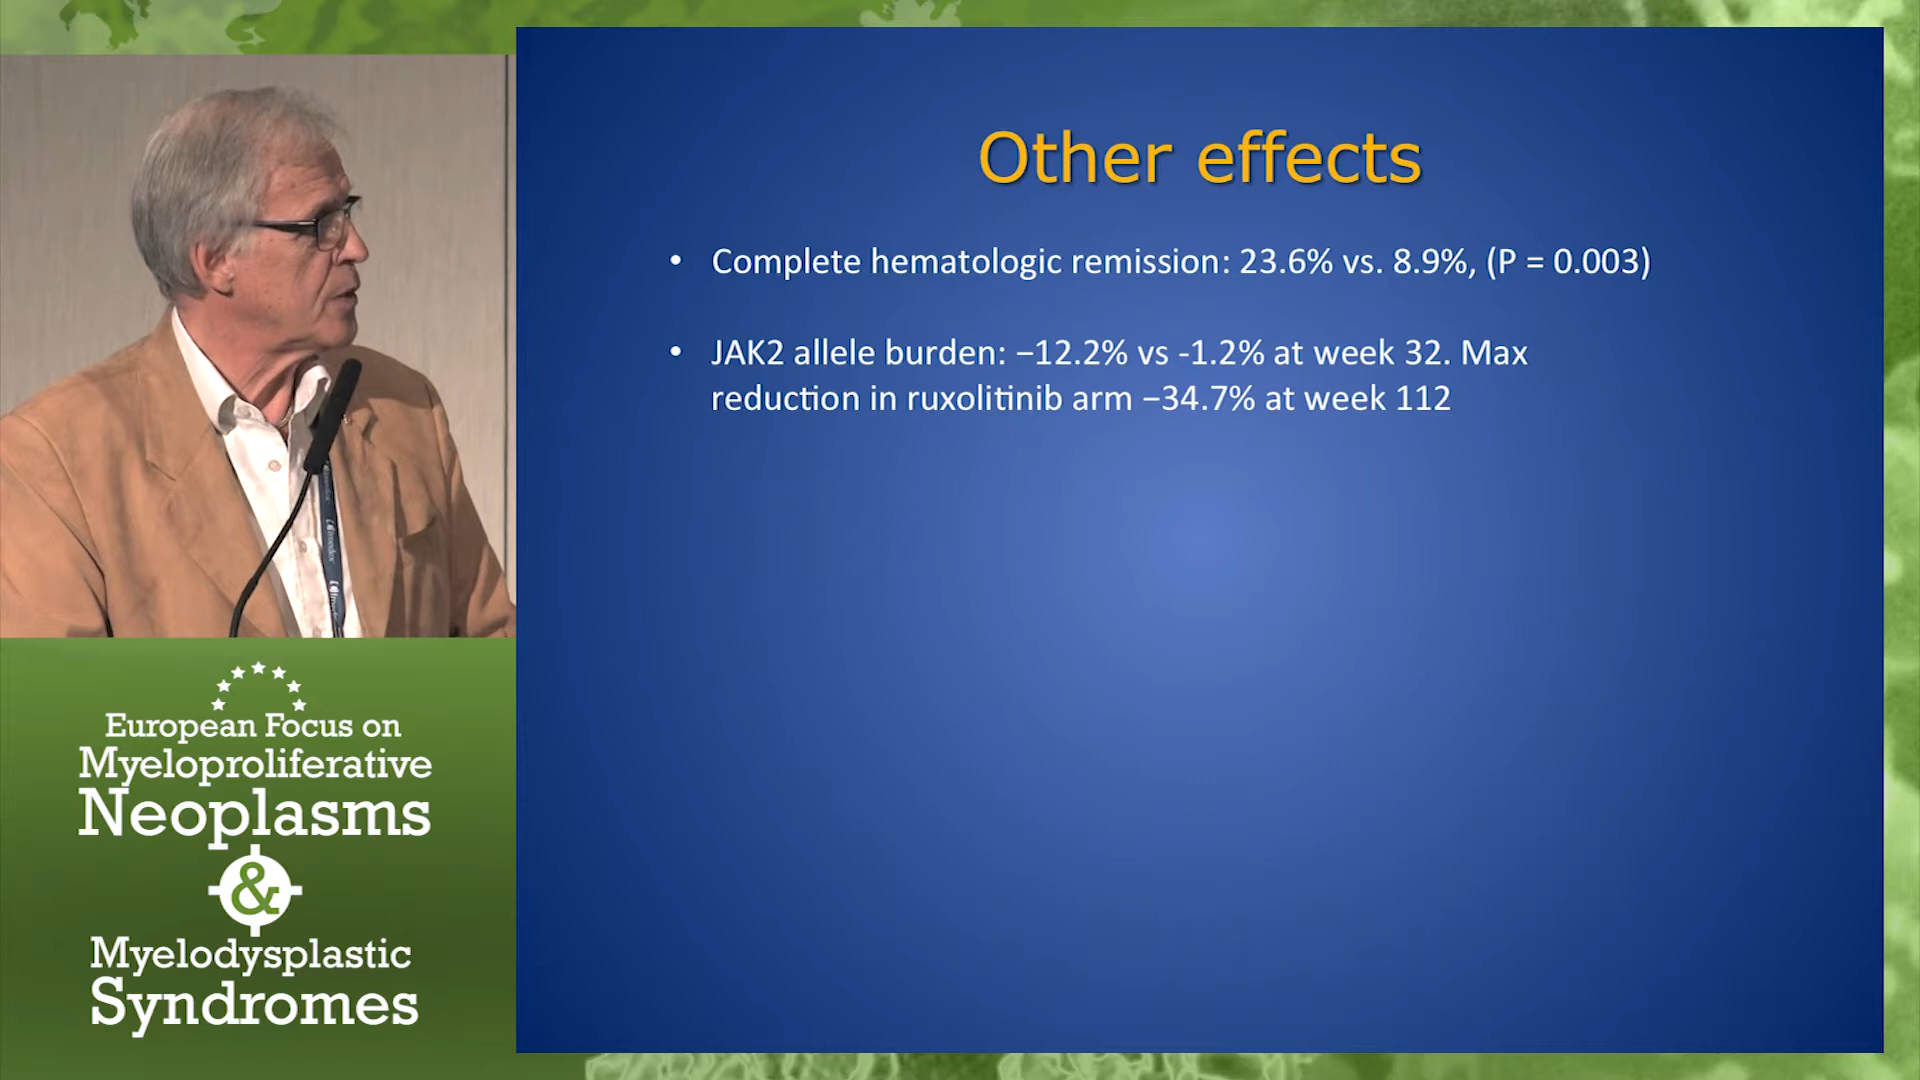 Other effects
• Complete hematologic remission: 23.6% vs. 8.9%, (P = 0.003)
• JAK2 allele burden: −12.2% vs -1.2% at week 32. Max
reduction in ruxolitinib arm −34.7% at week 112
European Focus on
Myeloproliferative
Neoplasms
&
Myelodysplastic
Syndromes